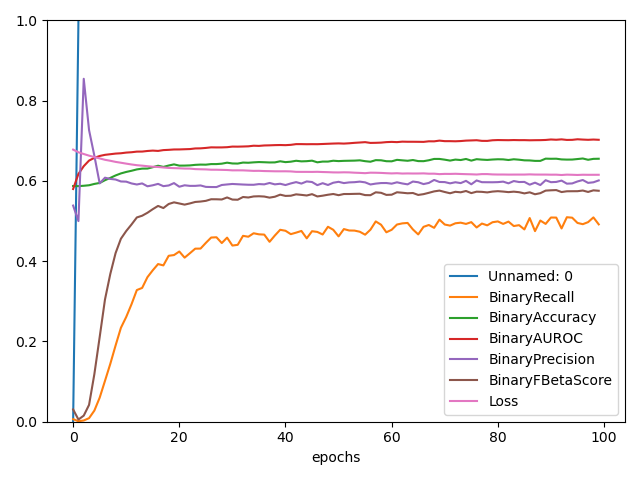 1.0
0.8
0.6
0.4
0.2
0.0
Unnamed: 0
BinaryRecall
BinaryAccuracy
BinaryAUROC
BinaryPrecision
BinaryFBetaScore
Loss
0 20 40 60 80 100
epochs